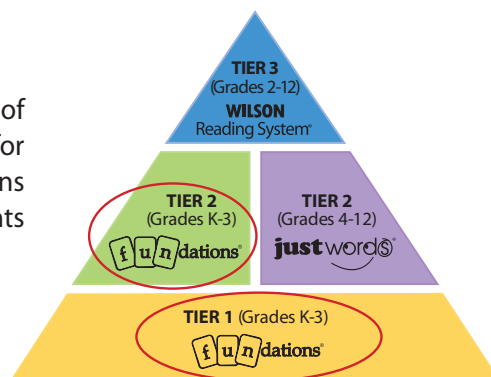 TIER 3
(Grades 2-12)
WILSON
Reading System®
of
for
ns
nts
TIER 2
(Grades K-3)
fundations®
TIER 2
(Grades 4-12)
just words®
TIER 1 (Grades K-3)
fundations®